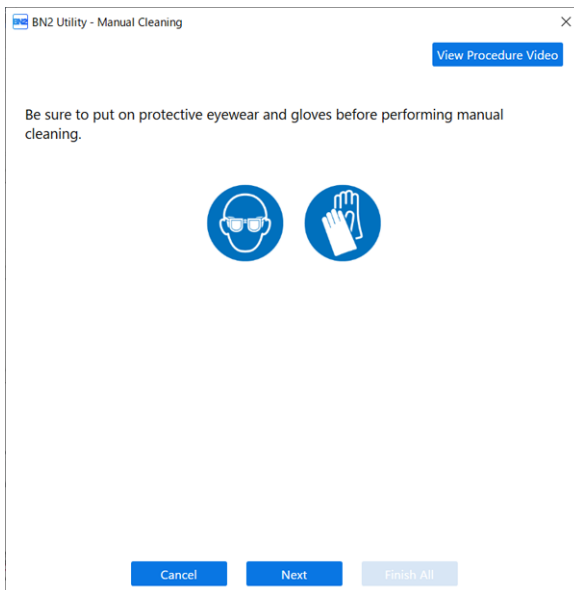 BN2 BN2 Utility - Manual Cleaning
View Procedure Video
Be sure to put on protective eyewear and gloves before performing manual
cleaning.
Cancel Next Finish All